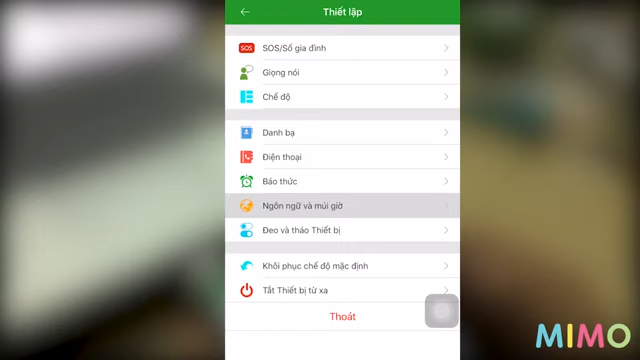 Thiết lập
SOS SOS/Số gia đình
Giọng nói
Chế độ
Danh bạ
Điện thoại
Báo thức
Ngôn ngữ và múi giờ
Đeo và tháo Thiết bị
Khôi phục chế độ mặc định
Tắt Thiết bị từ xa
Thoát
MIMO